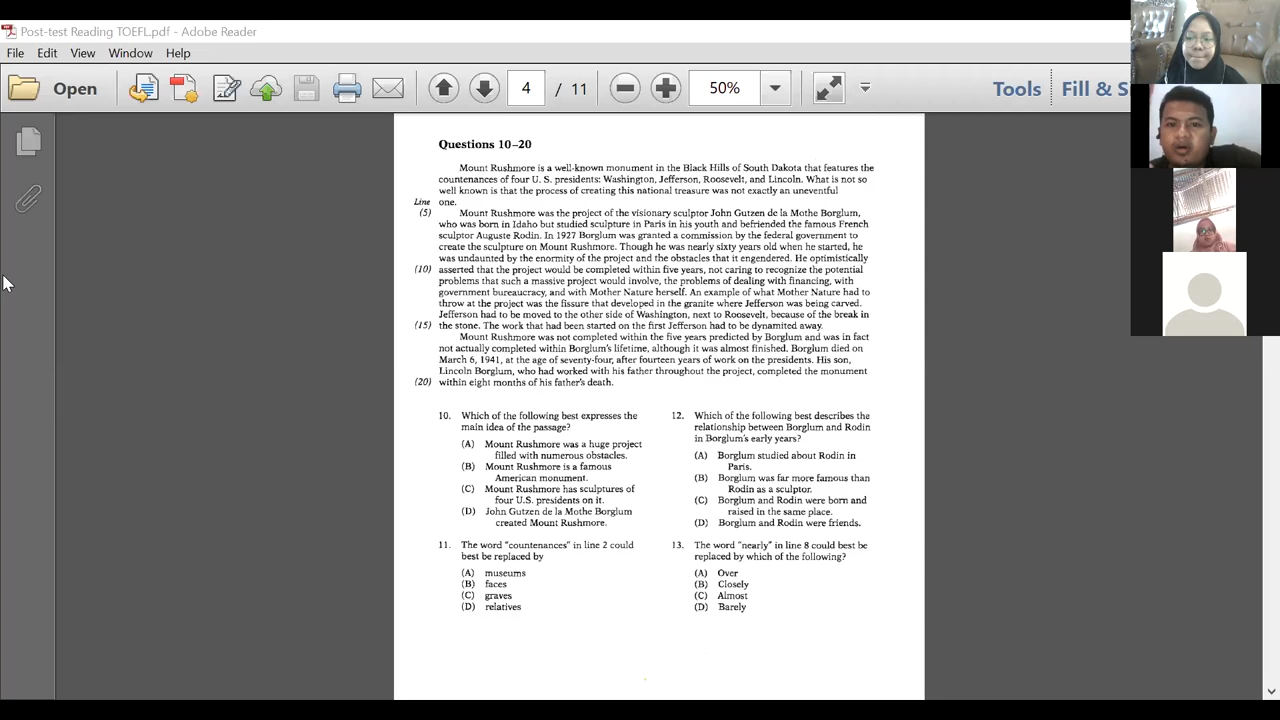 Post-test Reading TOEFL.pdf - Adobe Reader
File Edit View Window Help
Open 4 / 11 50% Tools Fill & S
Questions 10–20
Mount Rushmore is a well-known monument in the Black Hills of South Dakota that features the
countenances of four U. S. presidents: Washington, Jefferson, Roosevelt, and Lincoln. What is not so
well known is that the process of creating this national treasure was not exactly an uneventful
Line one.
(5) Mount Rushmore was the project of the visionary sculptor John Gutzen de la Mothe Borglum,
who was born in Idaho but studied sculpture in Paris in his youth and befriended the famous French
sculptor Auguste Rodin. In 1927 Borglum was granted a commission by the federal government to
create the sculpture on Mount Rushmore. Though he was nearly sixty years old when he started, he
was undaunted by the enormity of the project and the obstacles that it engendered. He optimistically
(10) asserted that the project would be completed within five years, not caring to recognize the potential
problems that such a massive project would involve, the problems of dealing with financing, with
government bureaucracy, and with Mother Nature herself. An example of what Mother Nature had to
throw at the project was the fissure that developed in the granite where Jefferson was being carved.
Jefferson had to be moved to the other side of Washington, next to Roosevelt, because of the break in
(15) the stone. The work that had been started on the first Jefferson had to be dynamited away.
Mount Rushmore was not completed within the five years predicted by Borglum and was in fact
not actually completed within Borglum's lifetime, although it was almost finished. Borglum died on
March 6, 1941, at the age of seventy-four, after fourteen years of work on the presidents. His son,
Lincoln Borglum, who had worked with his father throughout the project, completed the monument
(20) within eight months of his father's death.
10. Which of the following best expresses the
main idea of the passage?
(A) Mount Rushmore was a huge project
filled with numerous obstacles.
(B) Mount Rushmore is a famous
American monument.
(C) Mount Rushmore has sculptures of
four U.S. presidents on it.
(D) John Gutzen de la Mothe Borglum
created Mount Rushmore.
11. The word "countenances" in line 2 could
best be replaced by
(A) museums
(B) faces
(C) graves
(D) relatives
12. Which of the following best describes the
relationship between Borglum and Rodin
in Borglum's early years?
(A) Borglum studied about Rodin in
Paris.
(B) Borglum was far more famous than
Rodin as a sculptor.
(C) Borglum and Rodin were born and
raised in the same place.
(D) Borglum and Rodin were friends.
13. The word "nearly" in line 8 could best be
replaced by which of the following?
(A) Over
(B) Closely
(C) Almost
(D) Barely